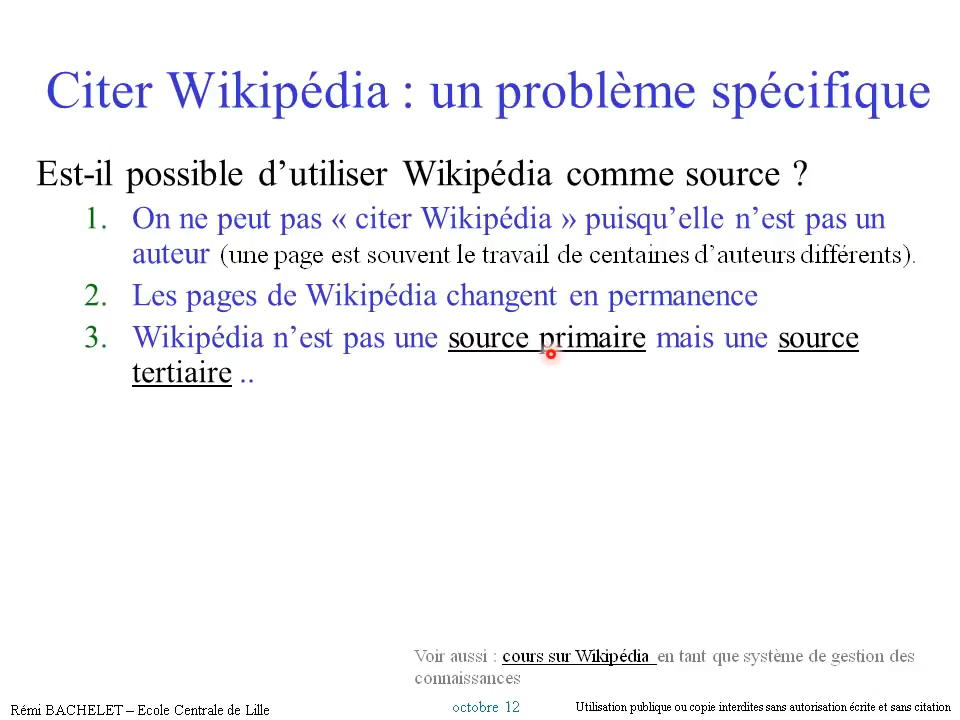 Citer Wikipédia : un problème spécifique
Est-il possible d’utiliser Wikipédia comme source ?
1. On ne peut pas « citer Wikipédia » puisqu’elle n’est pas un
auteur (une page est souvent le travail de centaines d’auteurs différents).
2. Les pages de Wikipédia changent en permanence
3. Wikipédia n’est pas une source primaire mais une source
tertiaire ..
Voir aussi : cours sur Wikipédia en tant que système de gestion des
connaissances
Rémi BACHELET – Ecole Centrale de Lille
octobre 12
Utilisation publique ou copie interdites sans autorisation écrite et sans citation